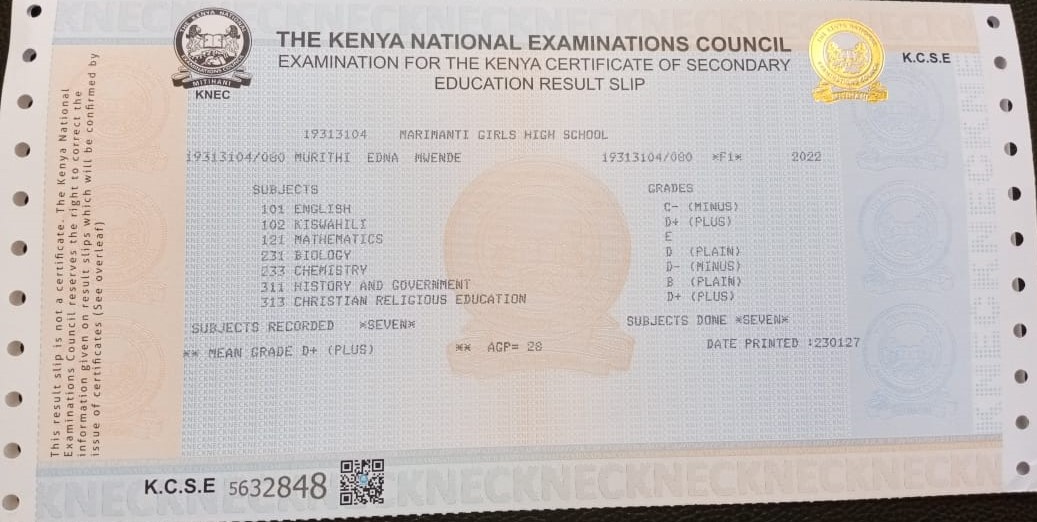 THE KENYA NATIONAL EXAMINATIONS COUNCIL
EXAMINATION FOR THE KENYA CERTIFICATE OF SECONDARY
EDUCATION RESULT SLIP
KNEC
K.C.S.E
19313104 MARIMANTI GIRLS HIGH SCHOOL
19313104/080 MURITHI EDNA MWENDE 19313104/080 *F1* 2022
SUBJECTS GRADES
101 ENGLISH C- (MINUS)
102 KISWAHILI D+ (PLUS)
121 MATHEMATICS E
231 BIOLOGY D (PLAIN)
233 CHEMISTRY D- (MINUS)
311 HISTORY AND GOVERNMENT B (PLAIN)
313 CHRISTIAN RELIGIOUS EDUCATION D+ (PLUS)
SUBJECTS RECORDED *SEVEN* SUBJECTS DONE *SEVEN*
** MEAN GRADE D+ (PLUS) ** AGP= 28 DATE PRINTED :230127
This result slip is not a certificate. The Kenya National
Examinations Council reserves the right to correct the
information given on result slips which will be confirmed by
issue of certificates (See overleaf)
K.C.S.E 5632848